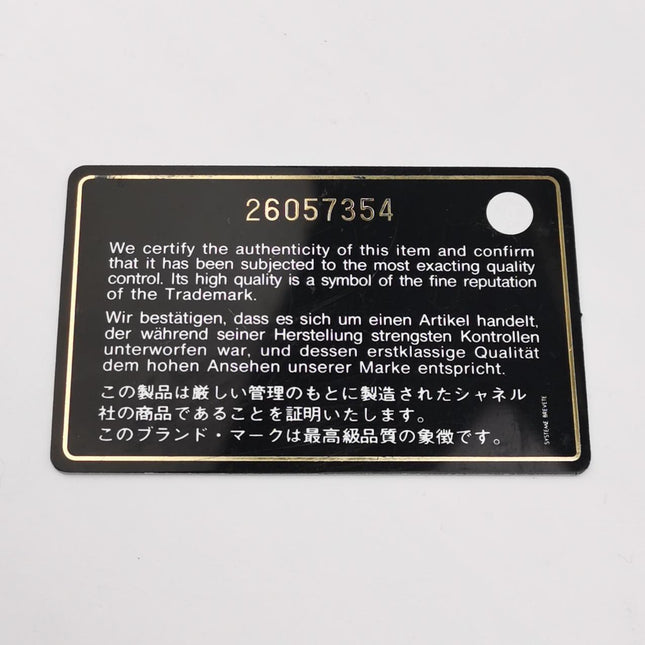 26057354
We certify the authenticity of this item and confirm
that it has been subjected to the most exacting quality
control. Its high quality is a symbol of the fine reputation
of the Trademark.
Wir bestätigen, dass es sich um einen Artikel handelt,
der während seiner Herstellung strengsten Kontrollen
unterworfen war, und dessen erstklassige Qualität
dem hohen Ansehen unserer Marke entspricht.
この製品は厳しい管理のもとに製造されたシャネル
社の商品であることを証明いたします。
このブランド・マークは最高級品質の象徴です。
SYSTEME BREVETE